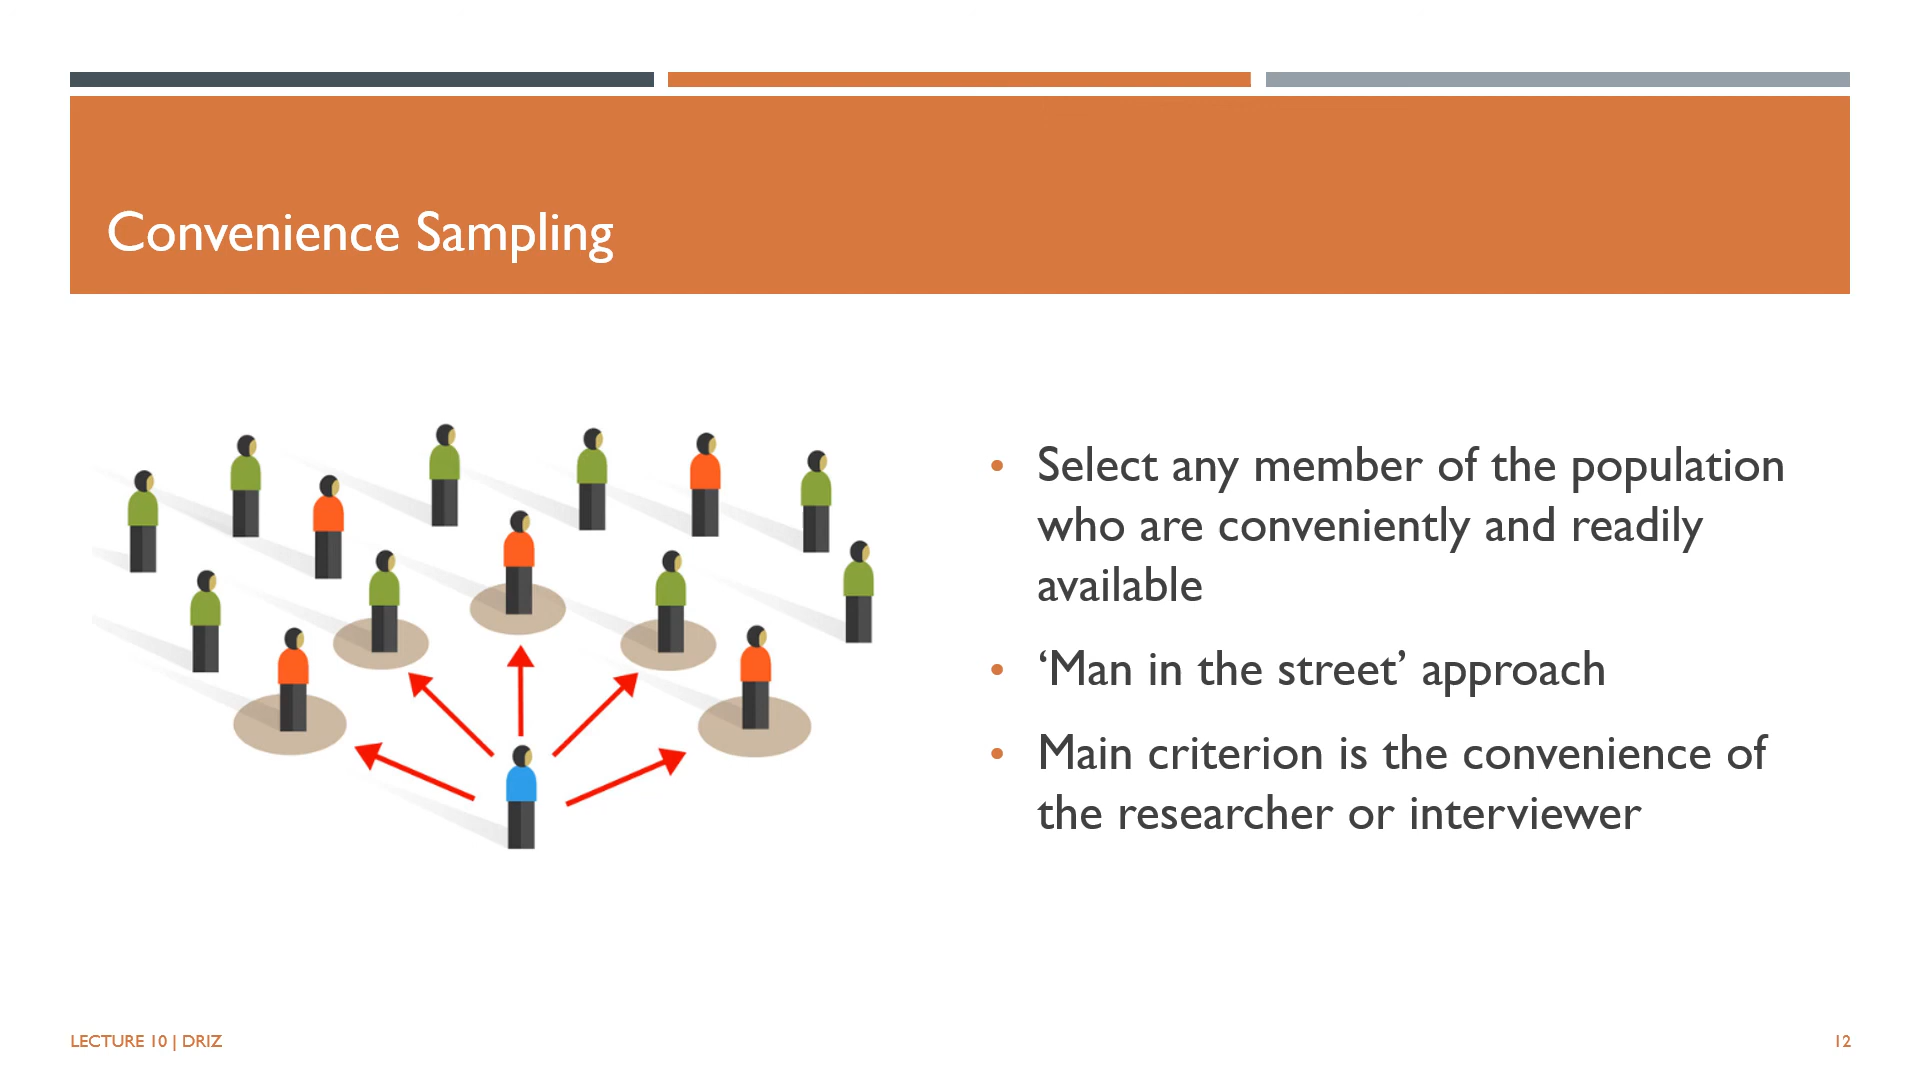 Convenience Sampling
• Select any member of the population
who are conveniently and readily
available
• ‘Man in the street’ approach
• Main criterion is the convenience of
the researcher or interviewer
LECTURE 10 | DRIZ
12